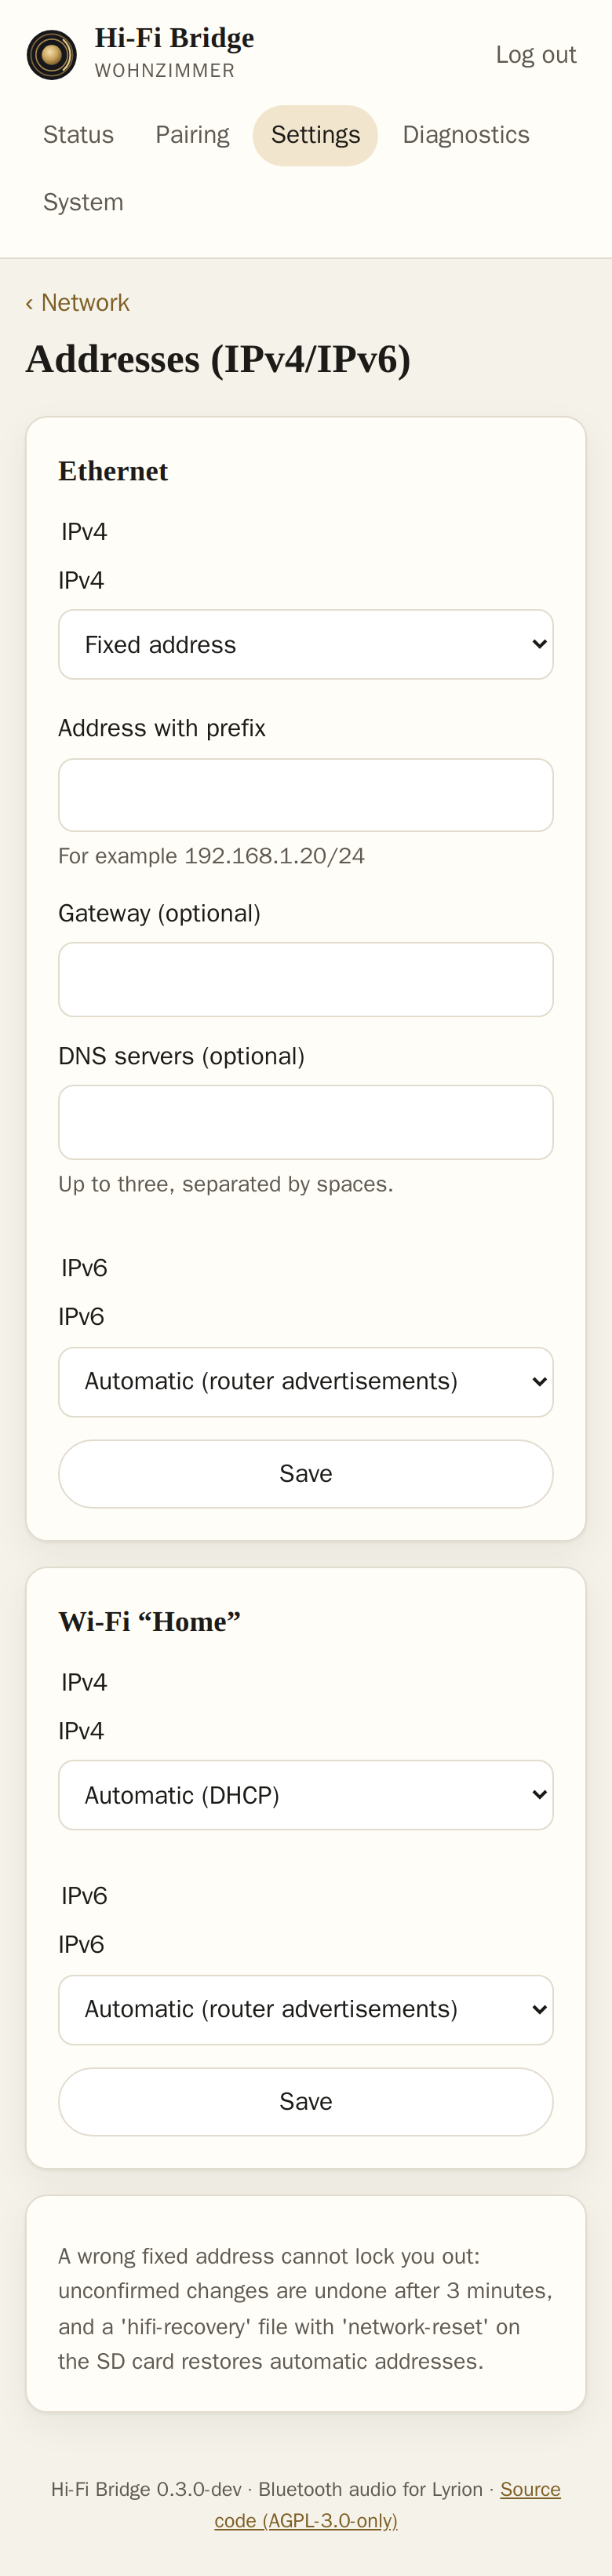 Hi-Fi Bridge
WOHNZIMMER
Log out
Status Pairing Settings Diagnostics
System
‹ Network
Addresses (IPv4/IPv6)
Ethernet
IPv4
IPv4
Fixed address
Address with prefix
For example 192.168.1.20/24
Gateway (optional)
DNS servers (optional)
Up to three, separated by spaces.
IPv6
IPv6
Automatic (router advertisements)
Save
Wi-Fi “Home”
IPv4
IPv4
Automatic (DHCP)
IPv6
IPv6
Automatic (router advertisements)
Save
A wrong fixed address cannot lock you out:
unconfirmed changes are undone after 3 minutes,
and a 'hifi-recovery' file with 'network-reset' on
the SD card restores automatic addresses.
Hi-Fi Bridge 0.3.0-dev · Bluetooth audio for Lyrion · Source
code (AGPL-3.0-only)